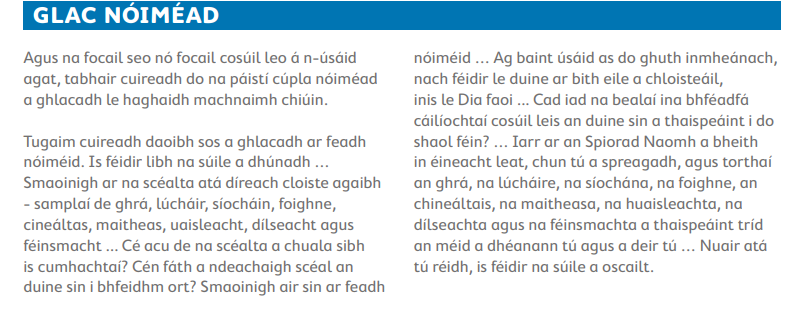 GLAC NÓIMÉAD
Agus na focail seo nó focail cosúil leo á n-úsáid
agat, tabhair cuireadh do na páistí cúpla nóiméad
a ghlacadh le haghaidh machnaimh chiúin.
Tugaim cuireadh daoibh sos a ghlacadh ar feadh
nóiméid. Is féidir libh na súile a dhúnadh …
Smaoinigh ar na scéalta atá díreach cloiste agaibh
- samplaí de ghrá, lúcháir, síocháin, foighne,
cineáltas, maitheas, uaisleacht, dílseacht agus
féinsmacht ... Cé acu de na scéalta a chuala sibh
is cumhachtaí? Cén fáth a ndeachaigh scéal an
duine sin i bhfeidhm ort? Smaoinigh air sin ar feadh
nóiméid … Ag baint úsáid as do ghuth inmheánach,
nach féidir le duine ar bith eile a chloisteáil,
inis le Dia faoi ... Cad iad na bealaí ina bhféadfá
cáilíochtaí cosúil leis an duine sin a thaispeáint i do
shaol féin? … Iarr ar an Spiorad Naomh a bheith
in éineacht leat, chun tú a spreagadh, agus torthaí
an ghrá, na lúcháire, na síochána, na foighne, an
chineáltais, na maitheasa, na huaisleachta, na
dílseachta agus na féinsmachta a thaispeáint tríd
an méid a dhéanann tú agus a deir tú … Nuair atá
tú réidh, is féidir na súile a oscailt.